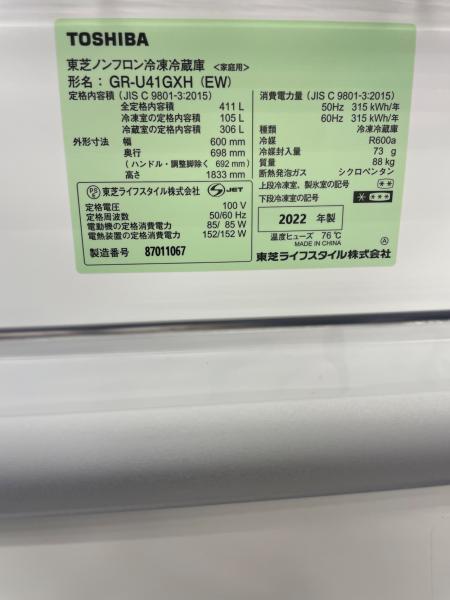 TOSHIBA
東芝ノンフロン冷凍冷蔵庫 <家庭用>
形名: GR-U41GXH (EW)
定格内容積 (JIS C 9801-3:2015)
全定格内容積 411 L
冷凍室の定格内容積 105 L
冷蔵室の定格内容積 306 L
外形寸法 幅 600 mm
奥行 698 mm
(ハンドル・調整脚除く 692 mm)
高さ 1833 mm
PS E 東芝ライフスタイル株式会社 S JET
定格電圧 100 V
定格周波数 50/60 Hz
電動機の定格消費電力 85/ 85 W
電熱装置の定格消費電力 152/152 W
製造番号 87011067
消費電力量 (JIS C 9801-3:2015)
50Hz 315 kWh/年
60Hz 315 kWh/年
種類 冷凍冷蔵庫
冷媒 R600a
冷媒封入量 73 g
質量 88 kg
断熱発泡ガス シクロペンタン
上段冷凍室、製氷室の記号 **
下段冷凍室の記号 * ***
2022 年製
Ⓐ
温度ヒューズ 76℃
MADE IN CHINA
東芝ライフスタイル株式会社